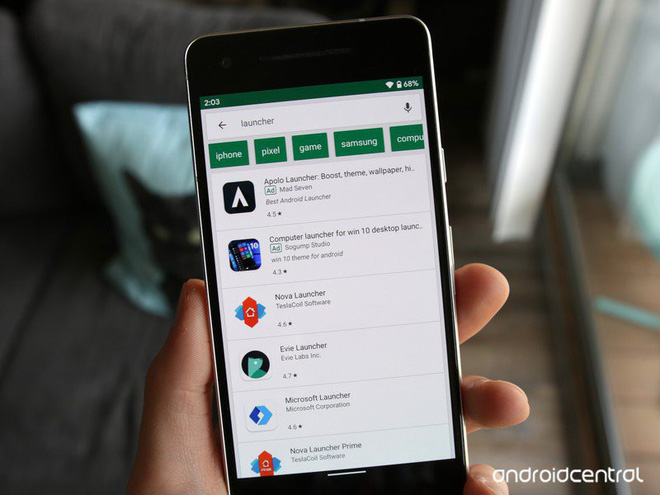 2:03 68%
launcher
iphone pixel game samsung compu
Apolo Launcher: Boost, theme, wallpaper, hi..
Ad Mad Seven
Best Android Launcher
4.5 ★
Computer launcher for win 10 desktop launc..
Ad Sogump Studio
win 10 theme for android
4.3 ★
Nova Launcher
TeslaCoil Software
4.6 ★
Evie Launcher
Evie Labs Inc.
4.7 ★
Microsoft Launcher
Microsoft Corporation
4.6 ★
Nova Launcher Prime
TeslaCoil Software
androidcentral